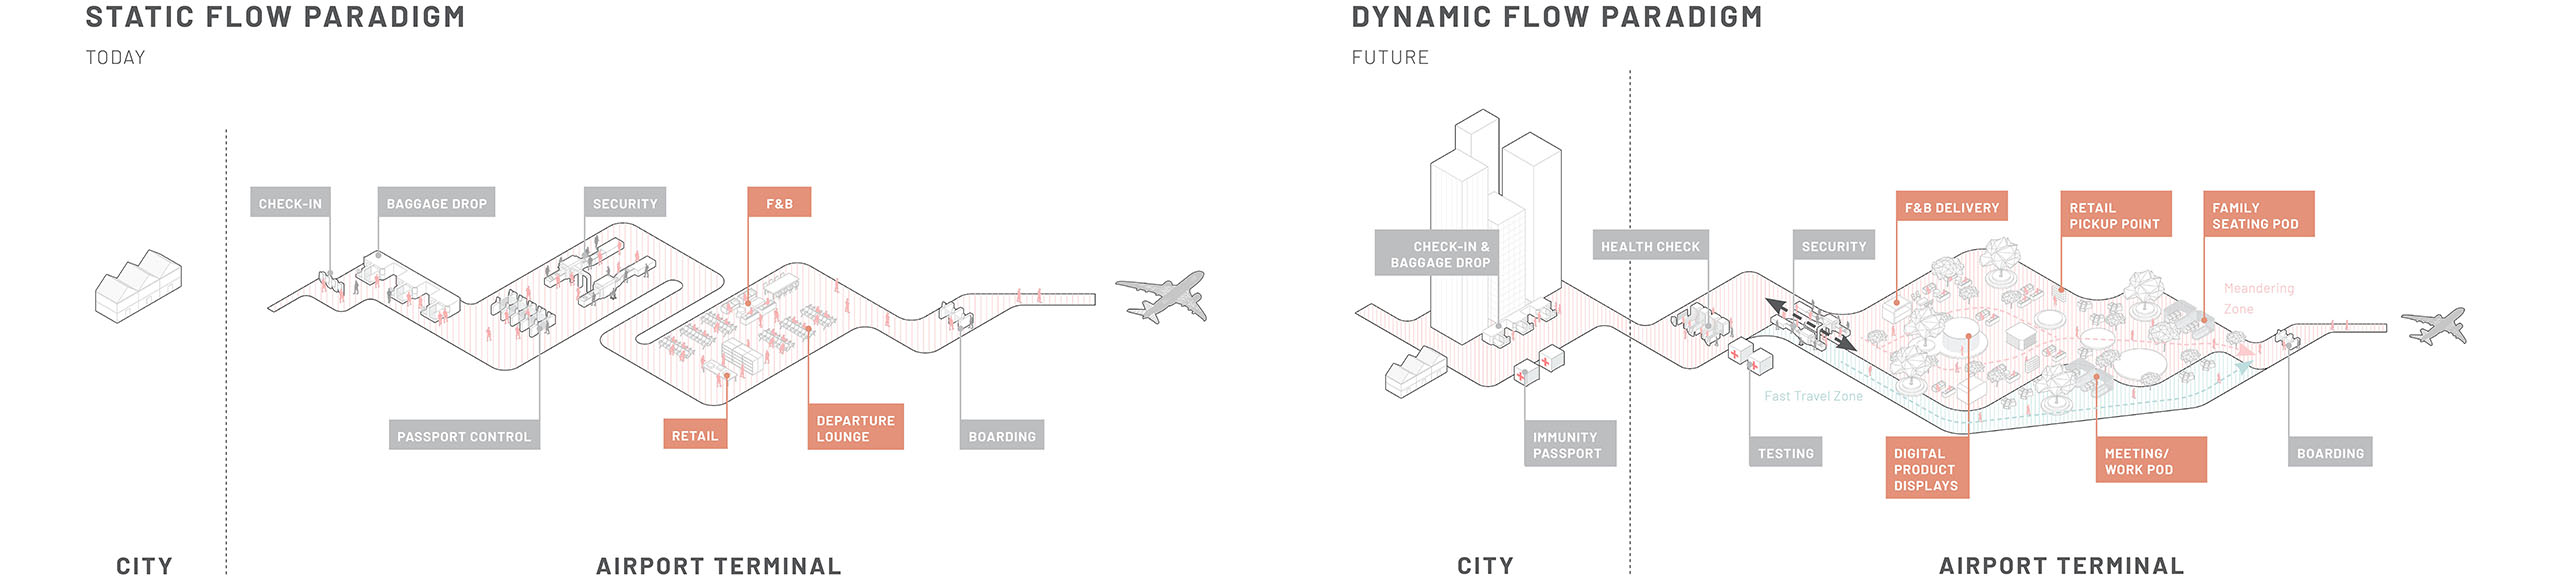 STATIC FLOW PARADIGM
TODAY
CHECK-IN
BAGGAGE DROP
SECURITY
F&B
PASSPORT CONTROL
RETAIL
DEPARTURE
LOUNGE
BOARDING
CITY
AIRPORT TERMINAL
DYNAMIC FLOW PARADIGM
FUTURE
CHECK-IN &
BAGGAGE DROP
HEALTH CHECK
SECURITY
F&B DELIVERY
RETAIL
PICKUP POINT
FAMILY
SEATING POD
Meandering
Zone
Fast Travel Zone
IMMUNITY
PASSPORT
TESTING
DIGITAL
PRODUCT
DISPLAYS
MEETING/
WORK POD
BOARDING
CITY
AIRPORT TERMINAL